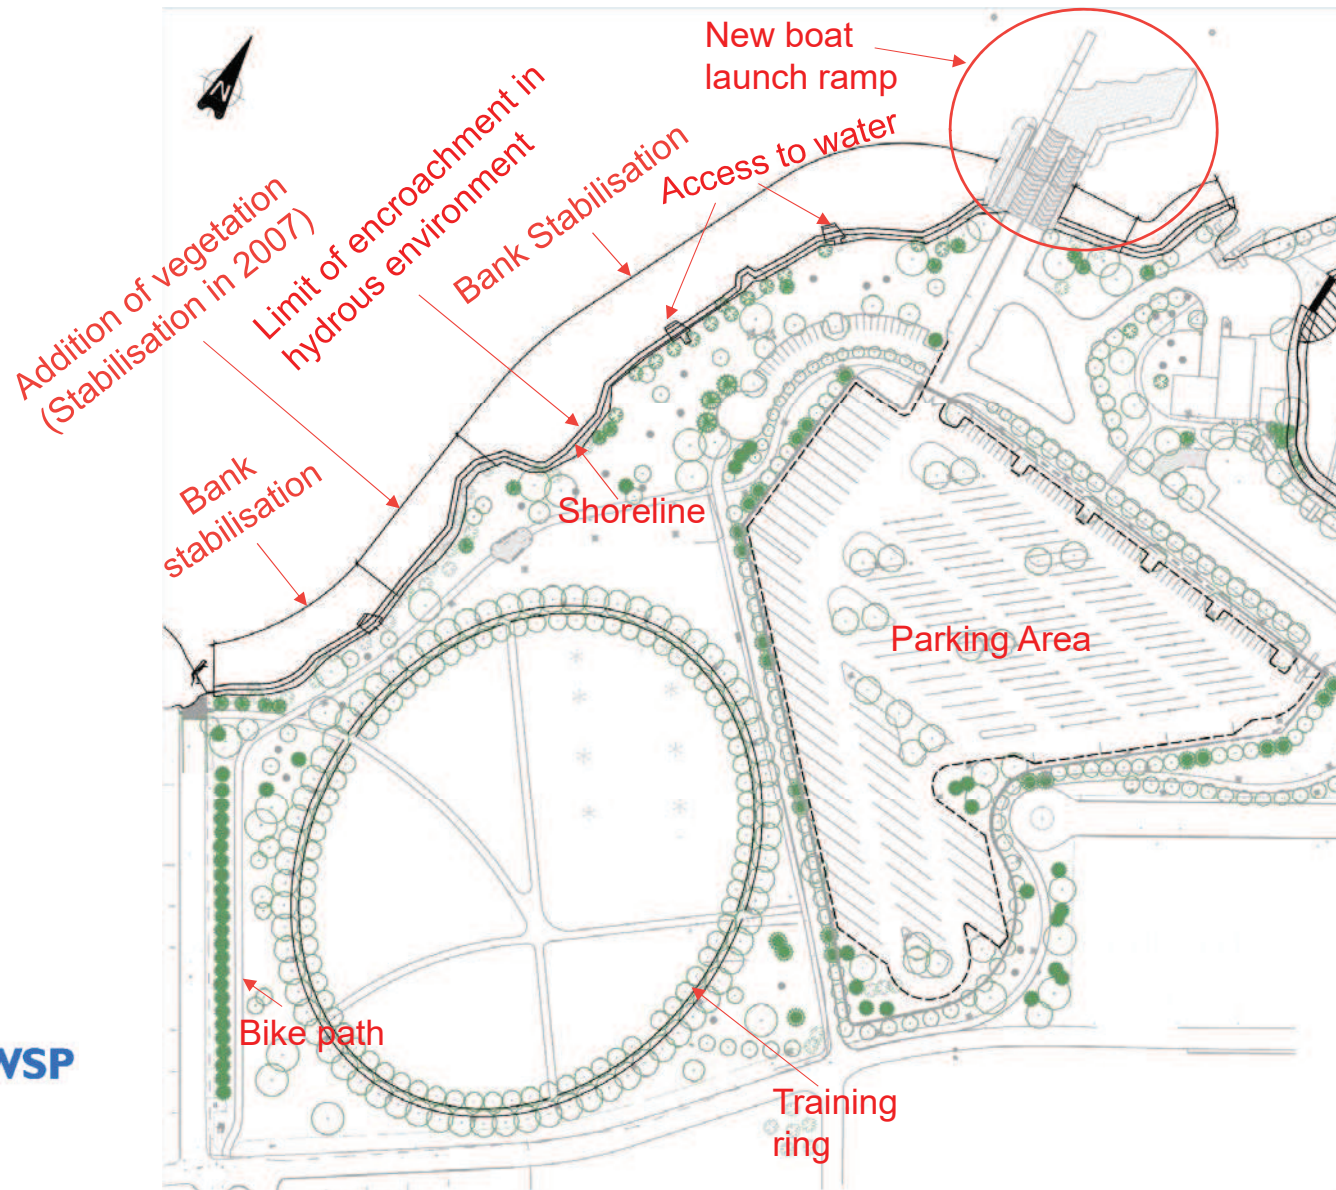 New boat
launch ramp
N
Access to water
Limit of encroachment in
hydrous environment
Bank Stabilisation
Addition of vegetation
(Stabilisation in 2007)
Bank
stabilisation
Shoreline
Parking Area
Bike path
Training
ring